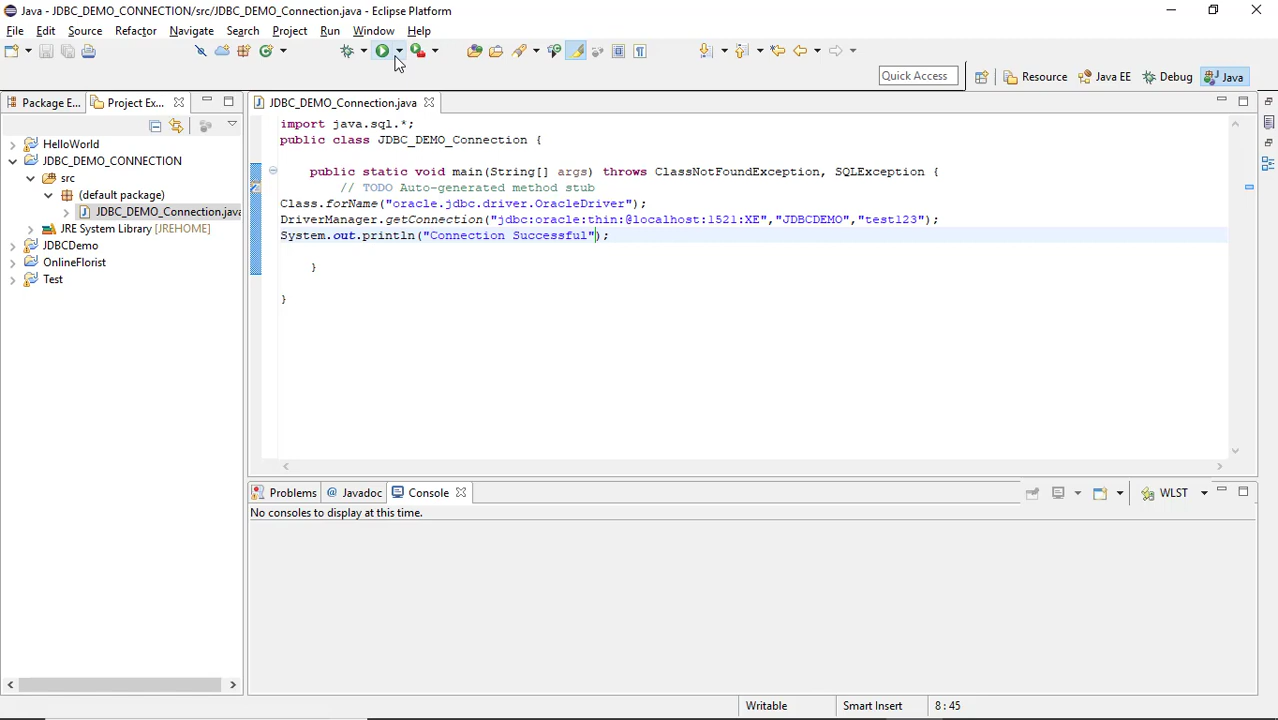 Java - JDBC_DEMO_CONNECTION/src/JDBC_DEMO_Connection.java - Eclipse Platform
File Edit Source Refactor Navigate Search Project Run Window Help
Quick Access Resource Java EE Debug Java
Package E... Project Ex...
JDBC_DEMO_Connection.java
HelloWorld
JDBC_DEMO_CONNECTION
src
(default package)
JDBC_DEMO_Connection.java
JRE System Library [JREHOME]
JDBCDemo
OnlineFlorist
Test
import java.sql.*;
public class JDBC_DEMO_Connection {
public static void main(String[] args) throws ClassNotFoundException, SQLException {
// TODO Auto-generated method stub
Class.forName("oracle.jdbc.driver.OracleDriver");
DriverManager.getConnection("jdbc:oracle:thin:@localhost:1521:XE","JDBCDEMO","test123");
System.out.println("Connection Successful");
}
}
Problems @ Javadoc Console WLST
No consoles to display at this time.
Writable Smart Insert 8 : 45